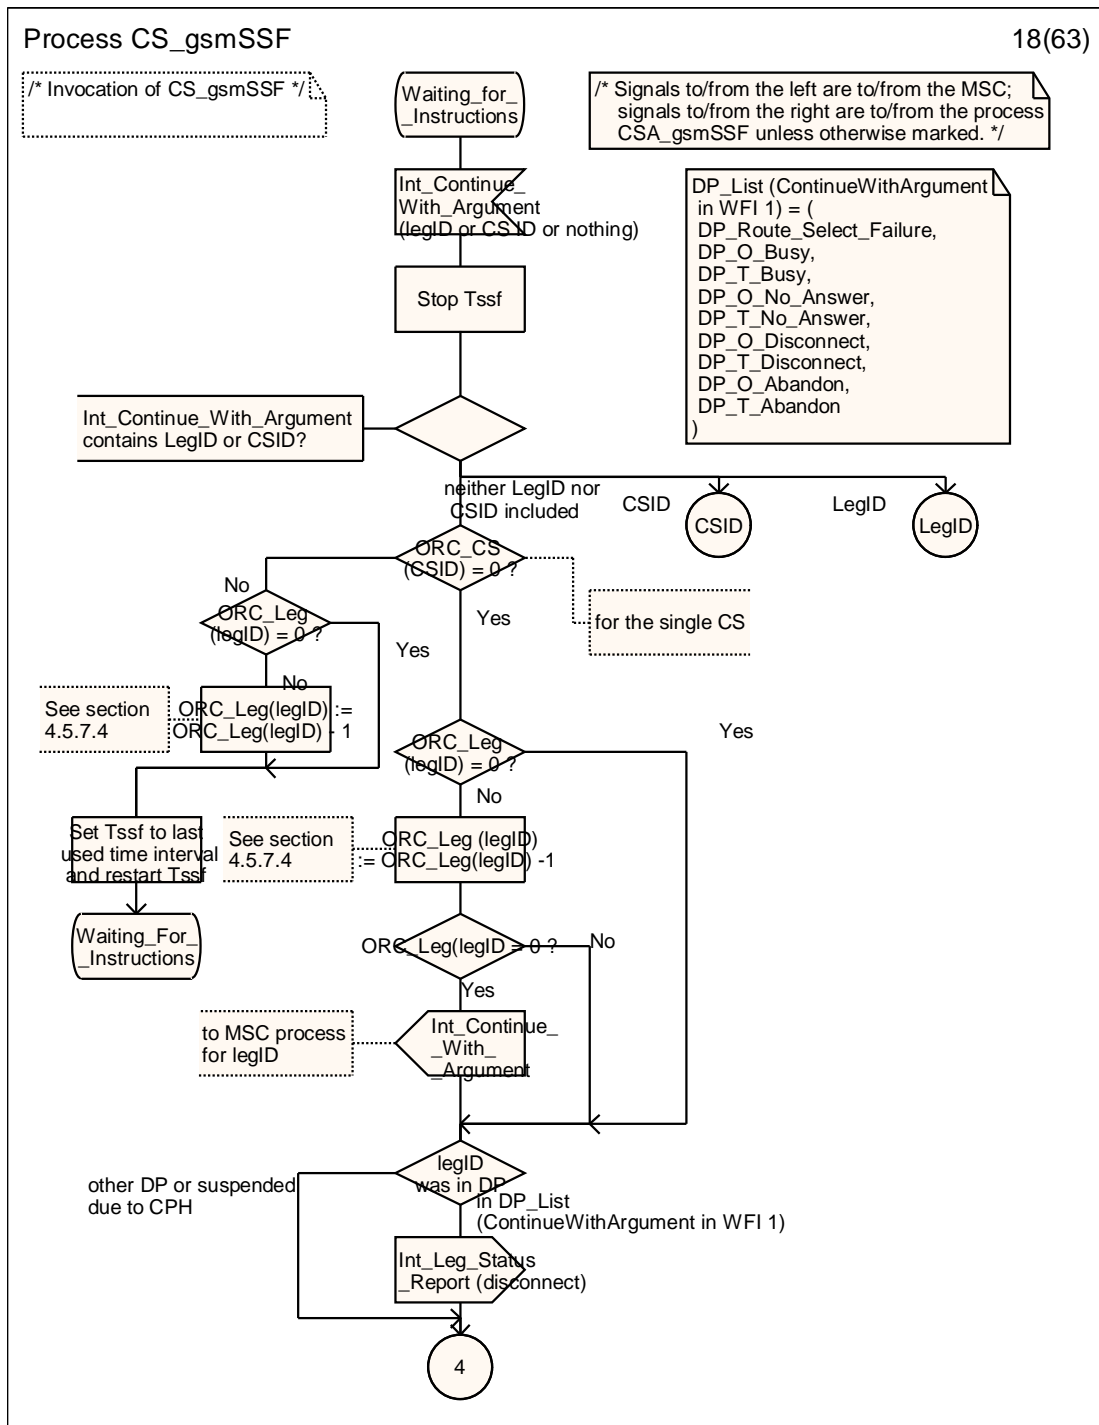 Process CS_gsmSSF
18(63)
/* Invocation of CS_gsmSSF */
Waiting_for_
_Instructions
/* Signals to/from the left are to/from the MSC;
signals to/from the right are to/from the process
CSA_gsmSSF unless otherwise marked. */
Int_Continue_
With_Argument
(legID or CS ID or nothing)
DP_List (ContinueWithArgument
in WFI 1) = (
DP_Route_Select_Failure,
DP_O_Busy,
DP_T_Busy,
DP_O_No_Answer,
DP_T_No_Answer,
DP_O_Disconnect,
DP_T_Disconnect,
DP_O_Abandon,
DP_T_Abandon
)
Stop Tssf
Int_Continue_With_Argument
contains LegID or CSID?
neither LegID nor
CSID included
CSID
CSID
LegID
LegID
ORC_CS
(CSID) = 0 ?
No
Yes
for the single CS
ORC_Leg
(legID) = 0 ?
Yes
No
See section
4.5.7.4
ORC_Leg(legID) :=
ORC_Leg(legID) - 1
ORC_Leg
(legID) = 0 ?
Yes
No
Set Tssf to last
used time interval
and restart Tssf
See section
4.5.7.4
ORC_Leg (legID)
:= ORC_Leg(legID) -1
Waiting_For_
_Instructions
ORC_Leg(legID = 0 ?
No
Yes
to MSC process
for legID
Int_Continue_
_With_
_Argument
legID
was in DP
other DP or suspended
due to CPH
in DP_List
(ContinueWithArgument in WFI 1)
Int_Leg_Status
_Report (disconnect)
4